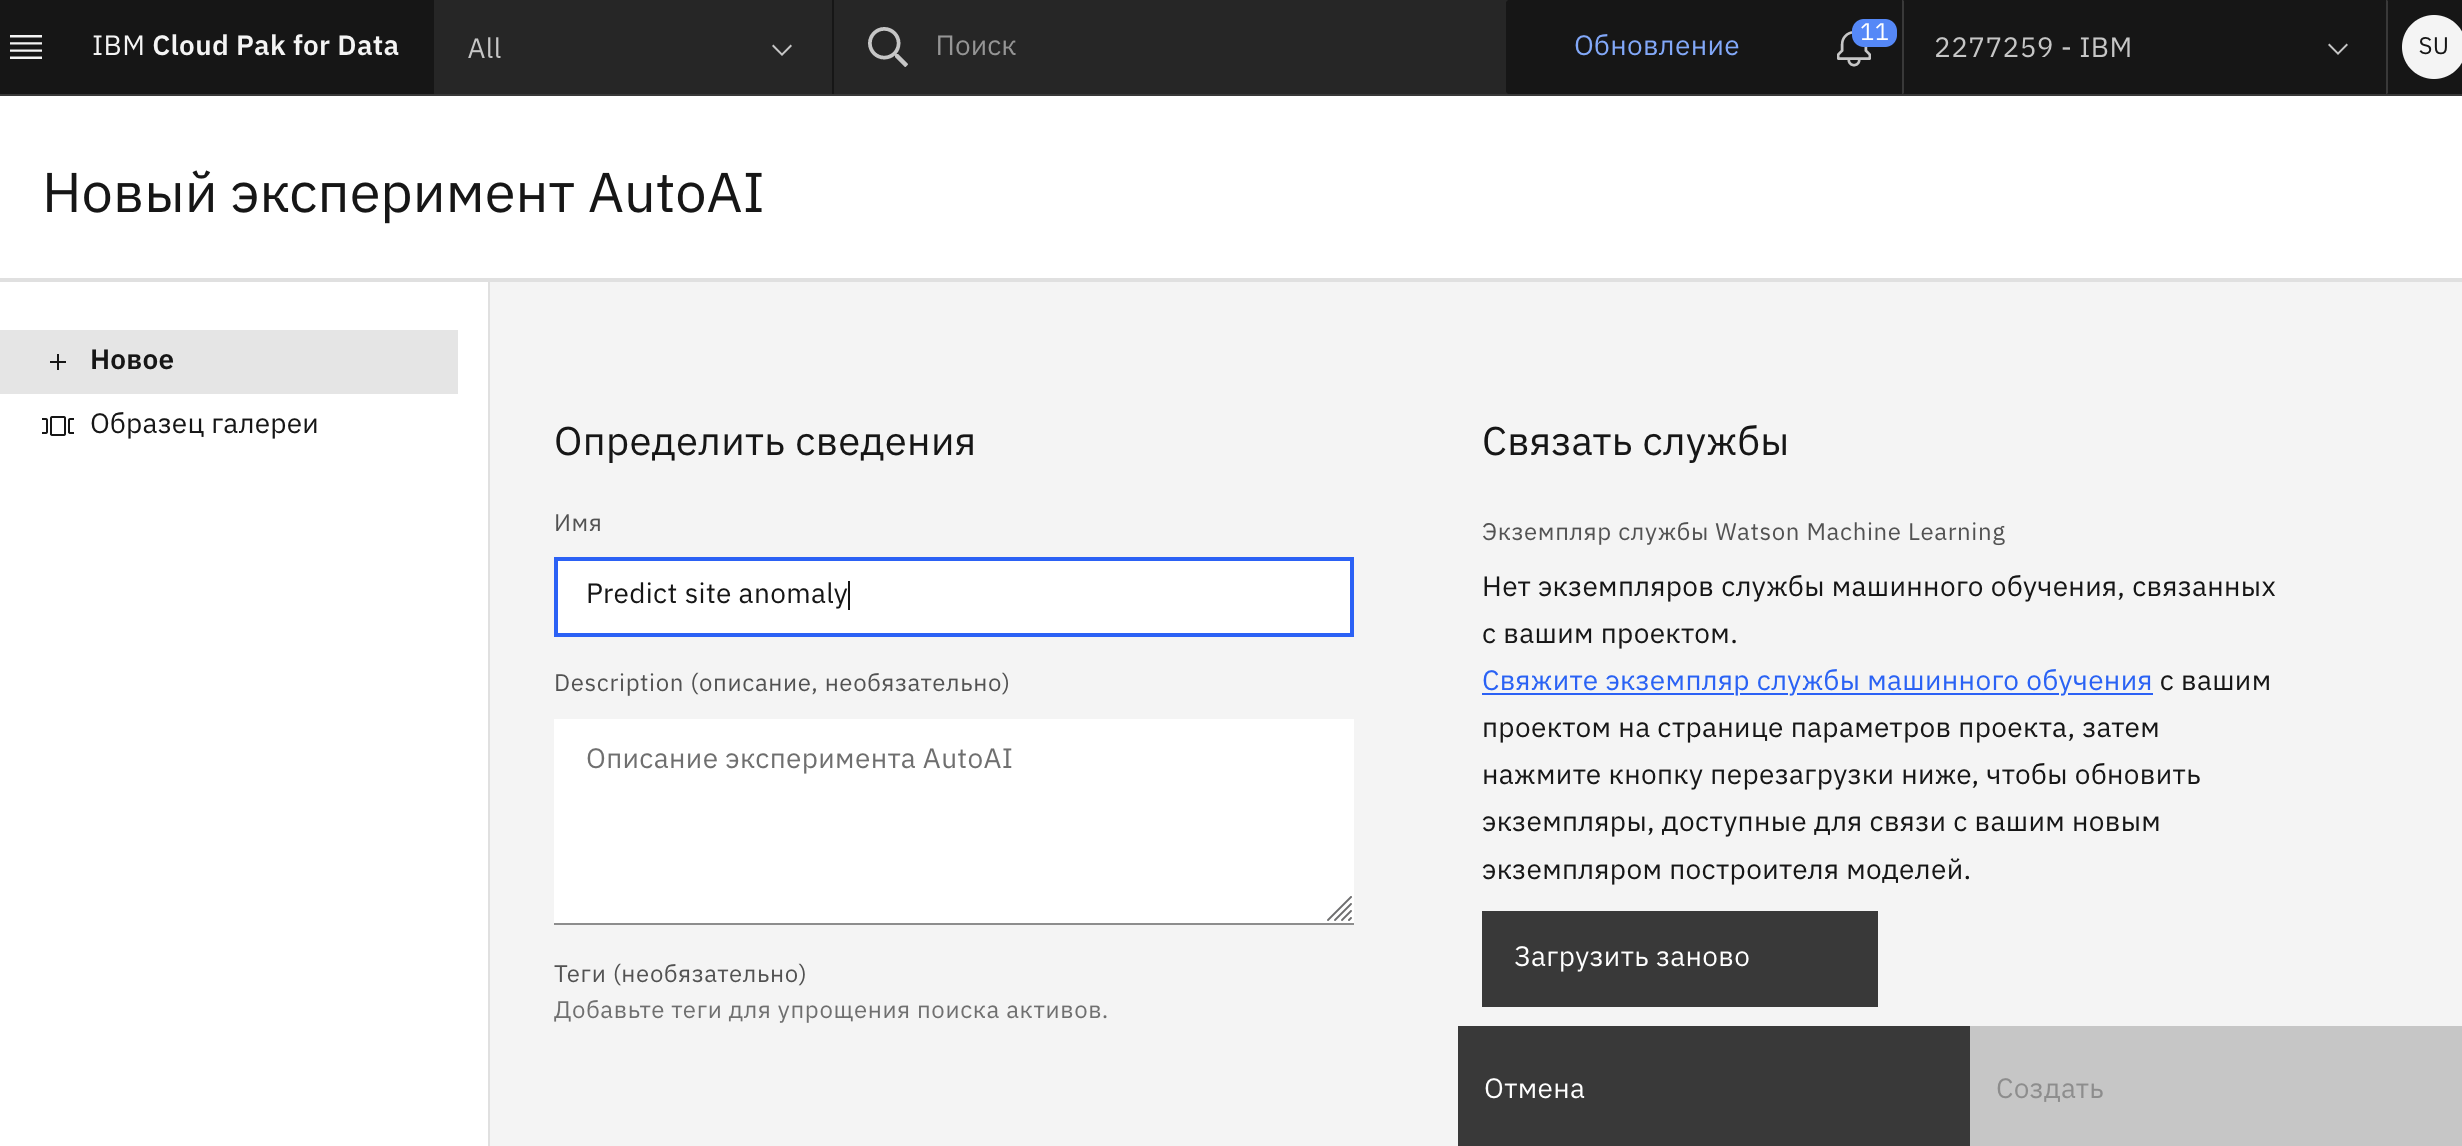 IBM Cloud Pak for Data
All
Поиск
Обновление
11
2277259 - IBM
SU
Новый эксперимент AutoAI
+ Новое
Образец галереи
Определить сведения
Имя
Predict site anomaly
Description (описание, необязательно)
Описание эксперимента AutoAI
Теги (необязательно)
Добавьте теги для упрощения поиска активов.
Связать службы
Экземпляр службы Watson Machine Learning
Нет экземпляров службы машинного обучения, связанных
с вашим проектом.
Свяжите экземпляр службы машинного обучения с вашим
проектом на странице параметров проекта, затем
нажмите кнопку перезагрузки ниже, чтобы обновить
экземпляры, доступные для связи с вашим новым
экземпляром построителя моделей.
Загрузить заново
Отмена
Создать